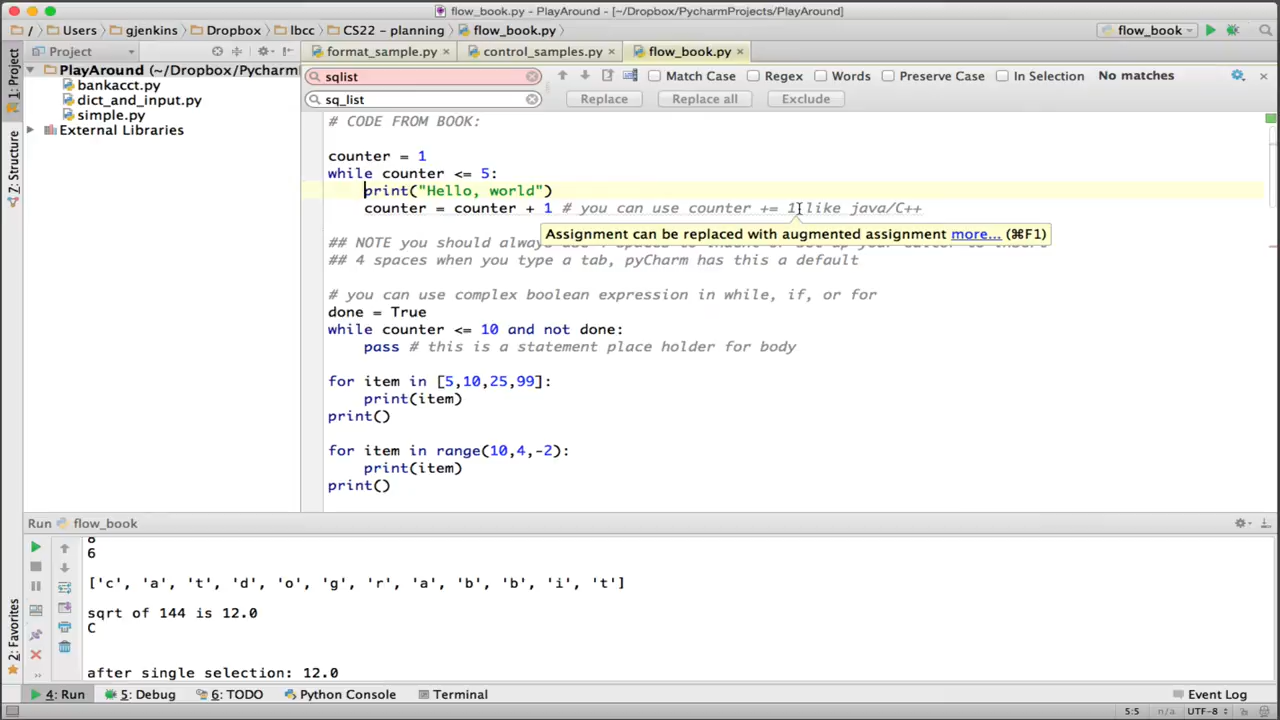 flow_book.py - PlayAround - [~/Dropbox/PycharmProjects/PlayAround]
/ Users gjenkins Dropbox lbcc CS22 - planning flow_book.py flow_book
Project format_sample.py × control_samples.py × flow_book.py ×
PlayAround (~/Dropbox/Pycharm
bankacct.py
dict_and_input.py
simple.py
External Libraries
1: Project
Z: Structure
2: Favorites
sqlist Match Case Regex Words Preserve Case In Selection No matches
sq_list Replace Replace all Exclude
# CODE FROM BOOK:
counter = 1
while counter <= 5:
print("Hello, world")
counter = counter + 1 # you can use counter += 1 like java/C++
Assignment can be replaced with augmented assignment more... (⌘F1)
## NOTE you should always
## 4 spaces when you type a tab, pyCharm has this a default
# you can use complex boolean expression in while, if, or for
done = True
while counter <= 10 and not done:
pass # this is a statement place holder for body
for item in [5,10,25,99]:
print(item)
print()
for item in range(10,4,-2):
print(item)
print()
Run flow_book
8
6
['c', 'a', 't', 'd', 'o', 'g', 'r', 'a', 'b', 'b', 'i', 't']
sqrt of 144 is 12.0
C
after single selection: 12.0
4: Run 5: Debug 6: TODO Python Console Terminal Event Log
5:5 n/a UTF-8